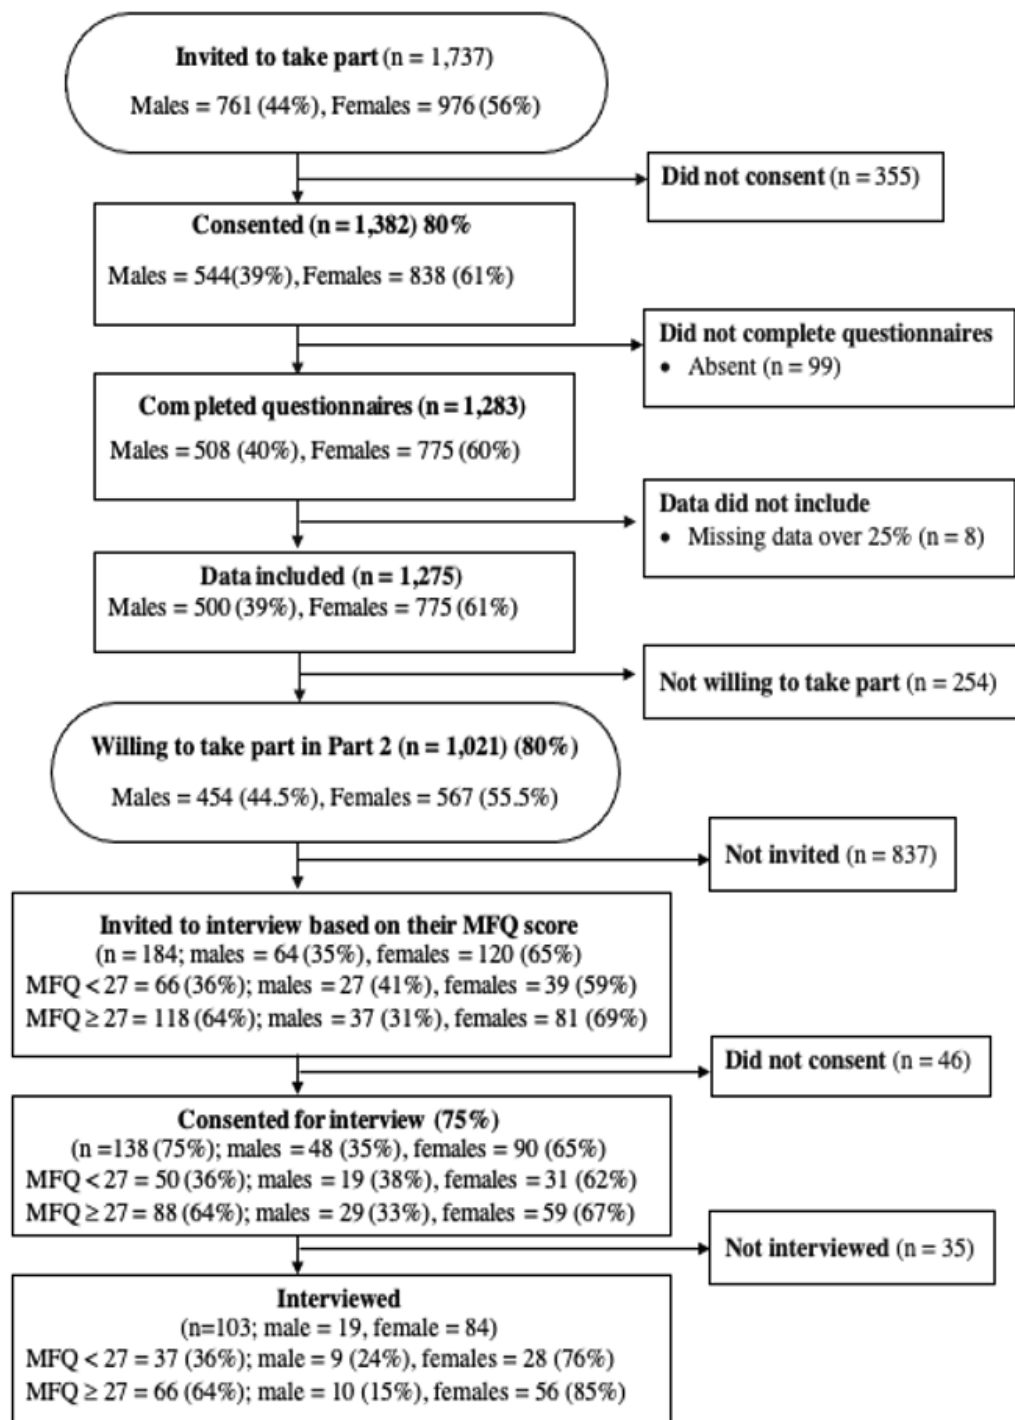 Invited to take part (n = 1,737)
Males = 761 (44%), Females = 976 (56%)
Did not consent (n = 355)
Consented (n = 1,382) 80%
Males = 544(39%), Females = 838 (61%)
Did not complete questionnaires
• Absent (n = 99)
Completed questionnaires (n = 1,283)
Males = 508 (40%), Females = 775 (60%)
Data did not include
• Missing data over 25% (n = 8)
Data included (n = 1,275)
Males = 500 (39%), Females = 775 (61%)
Not willing to take part (n = 254)
Willing to take part in Part 2 (n = 1,021) (80%)
Males = 454 (44.5%), Females = 567 (55.5%)
Not invited (n = 837)
Invited to interview based on their MFQ score
(n = 184; males = 64 (35%), females = 120 (65%)
MFQ < 27 = 66 (36%); males = 27 (41%), females = 39 (59%)
MFQ ≥ 27 = 118 (64%); males = 37 (31%), females = 81 (69%)
Did not consent (n = 46)
Consented for interview (75%)
(n =138 (75%); males = 48 (35%), females = 90 (65%)
MFQ < 27 = 50 (36%); males = 19 (38%), females = 31 (62%)
MFQ ≥ 27 = 88 (64%); males = 29 (33%), females = 59 (67%)
Not interviewed (n = 35)
Interviewed
(n=103; male = 19, female = 84)
MFQ < 27 = 37 (36%); male = 9 (24%), females = 28 (76%)
MFQ ≥ 27 = 66 (64%); male = 10 (15%), females = 56 (85%)